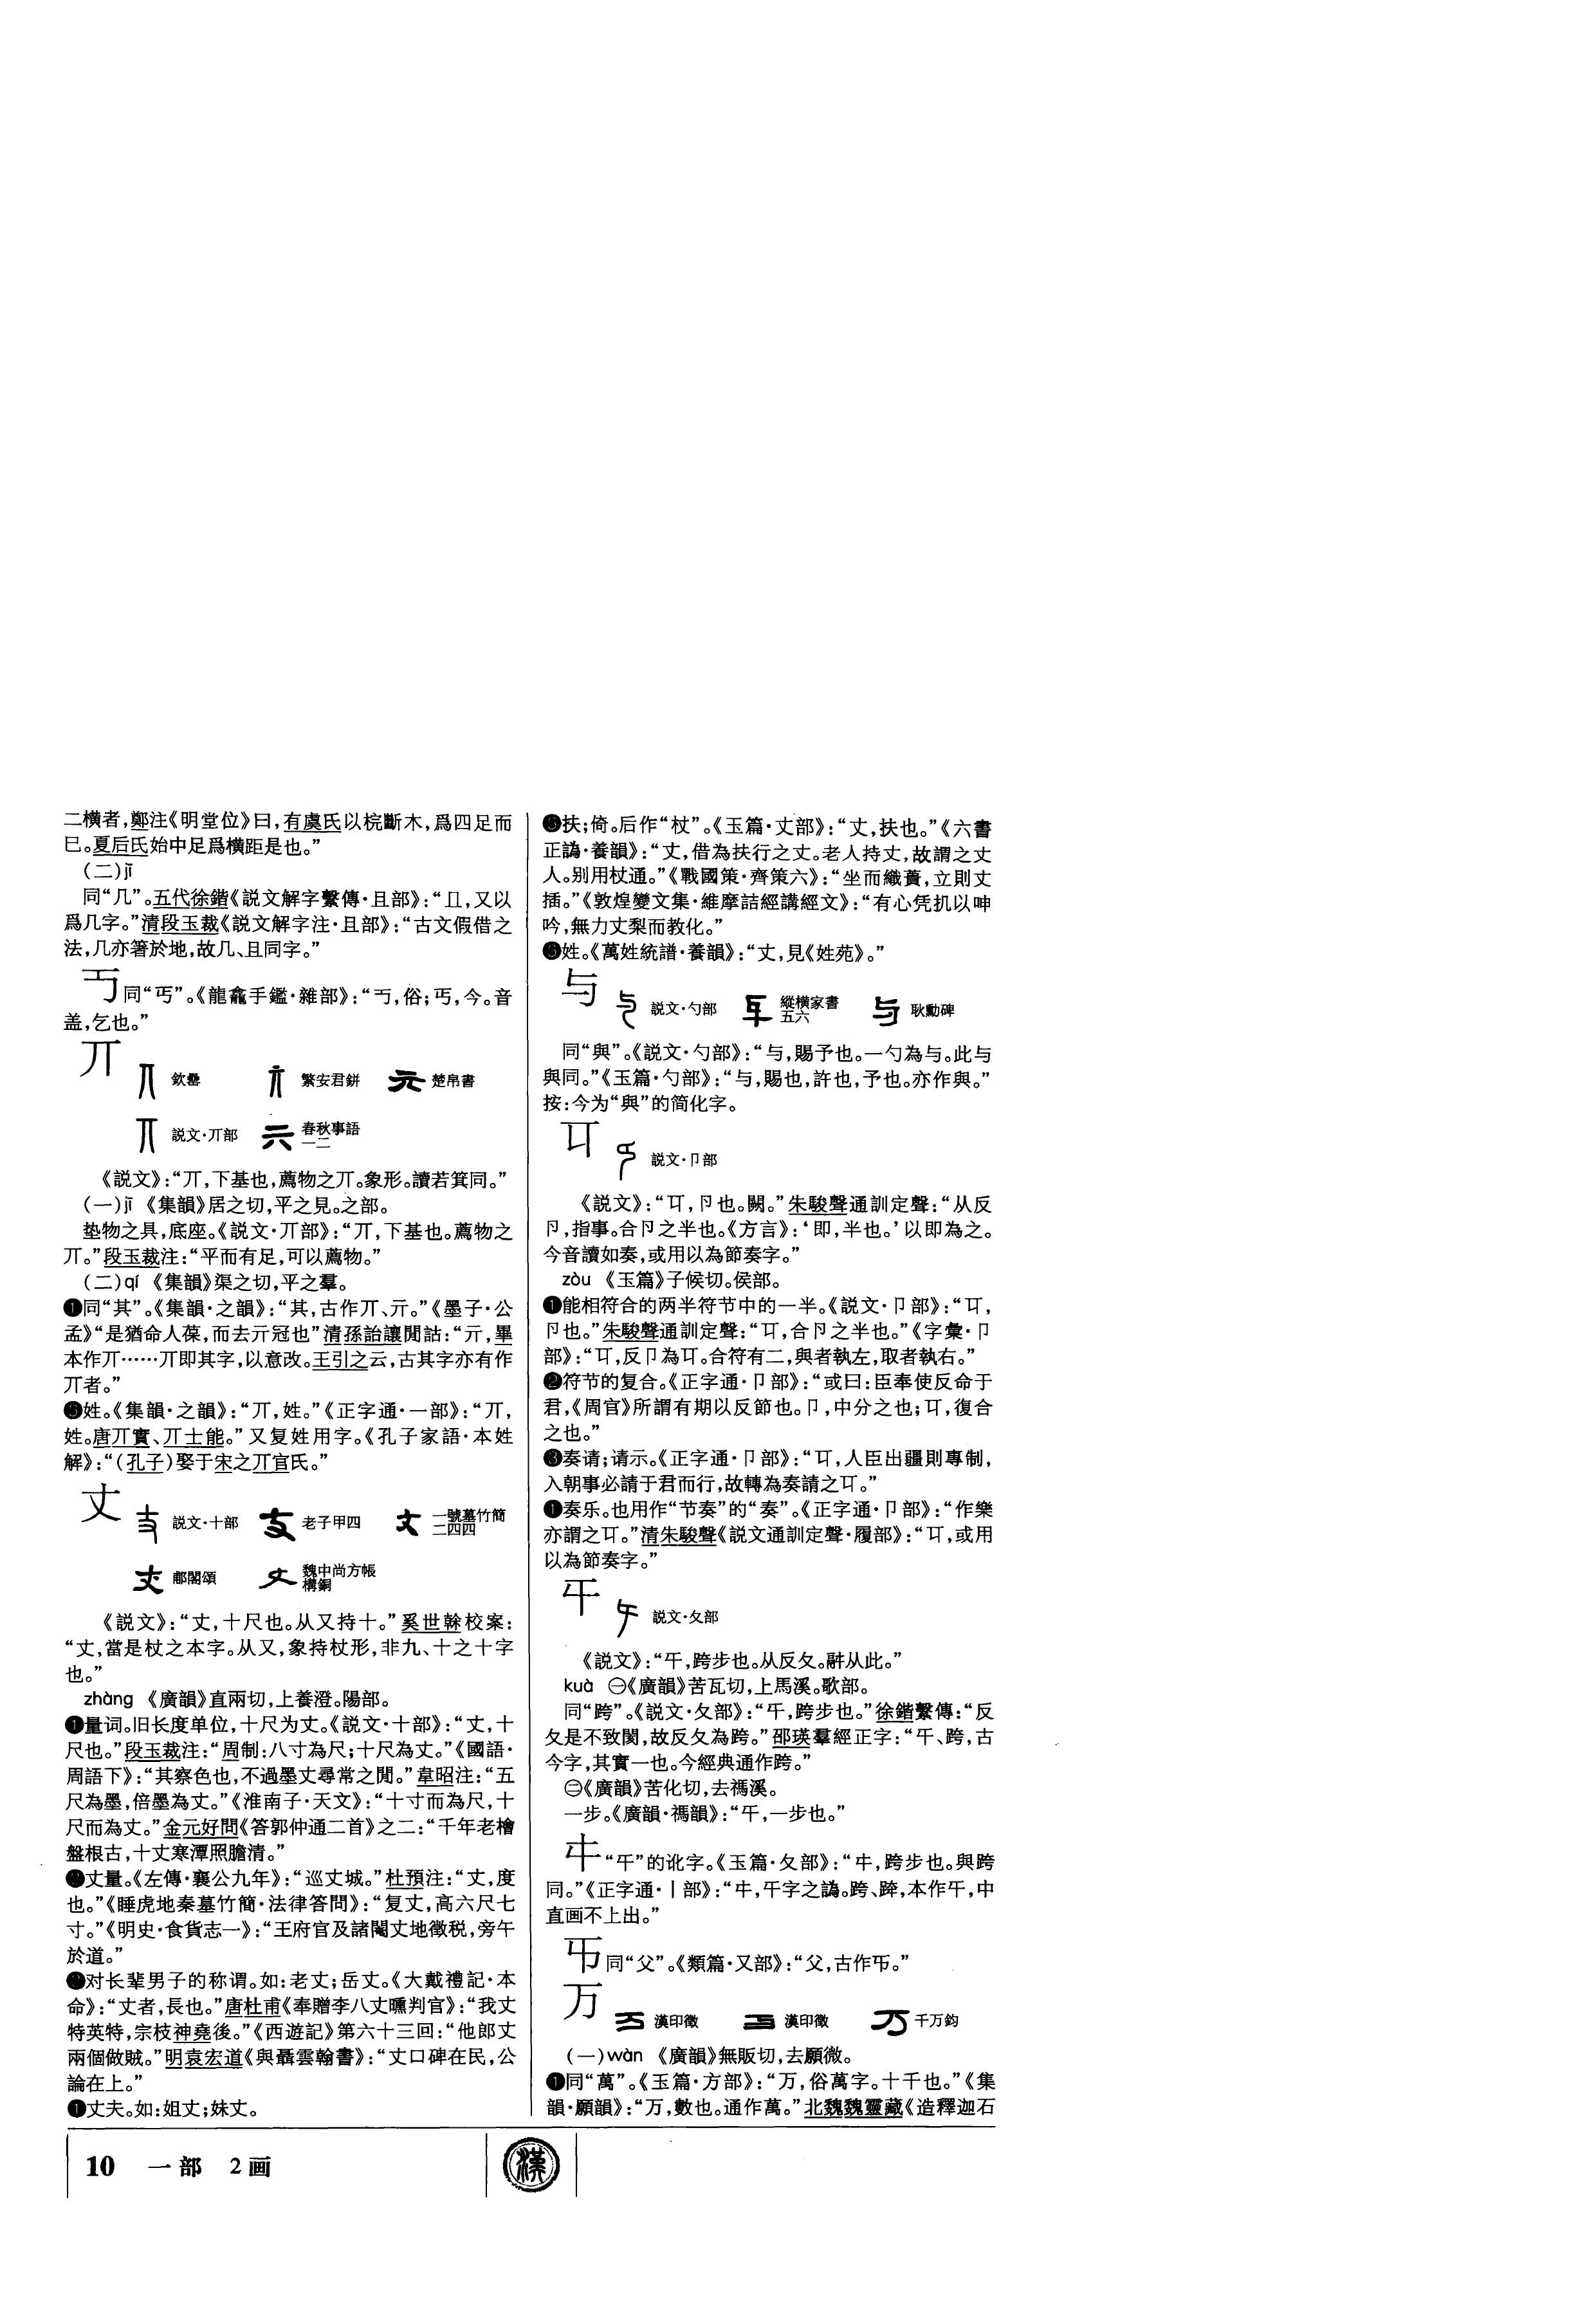 二横者,鄭注《明堂位》曰,有虞氏以梡斷木,爲四足而
巳。夏后氏始中足爲横距是也。”
(二)jī
同“几”。五代徐鍇《説文解字繫傳·且部》:“且,又以
爲几字。”清段玉裁《説文解字注·且部》:“古文假借之
法,几亦箸於地,故几、且同字。”
丂同“丐”。《龍龕手鑑·雜部》:“丂,俗;丐,今。音
盖,乞也。”
丌
欽罍 繁安君鉼 楚帛書
説文·丌部 春秋事語一二
《説文》:“丌,下基也,薦物之丌。象形。讀若箕同。”
(一)jī 《集韻》居之切,平之見。之部。
垫物之具,底座。《説文·丌部》:“丌,下基也。薦物之
丌。”段玉裁注:“平而有足,可以薦物。”
(二)qí 《集韻》渠之切,平之羣。
❶同“其”。《集韻·之韻》:“其,古作丌、亓。”《墨子·公
孟》“是猶命人葆,而去亓冠也”清孫詒讓閒詁:“亓,畢
本作丌……丌即其字,以意改。王引之云,古其字亦有作
丌者。”
姓。《集韻·之韻》:“丌,姓。”《正字通·一部》:“丌,
姓。唐丌實、丌士能。”又复姓用字。《孔子家語·本姓
解》:“(孔子)娶于宋之丌官氏。”
丈
説文·十部 老子甲四 一號墓竹簡二四四
郙閣頌 魏中尚方帳構銅
《説文》:“丈,十尺也。从又持十。”奚世榦校案:
“丈,當是杖之本字。从又,象持杖形,非九、十之十字
也。”
zhàng 《廣韻》直兩切,上養澄。陽部。
❶量词。旧长度单位,十尺为丈。《説文·十部》:“丈,十
尺也。”段玉裁注:“周制:八寸為尺;十尺為丈。”《國語·
周語下》:“其察色也,不過墨丈尋常之閒。”韋昭注:“五
尺為墨,倍墨為丈。”《淮南子·天文》:“十寸而為尺,十
尺而為丈。”金元好問《答郭仲通二首》之二:“千年老檜
盤根古,十丈寒潭照膽清。”
丈量。《左傳·襄公九年》:“巡丈城。”杜預注:“丈,度
也。”《睡虎地秦墓竹簡·法律答問》:“复丈,高六尺七
寸。”《明史·食貨志一》:“王府官及諸閹丈地徵税,旁午
於道。”
对长辈男子的称谓。如:老丈;岳丈。《大戴禮記·本
命》:“丈者,長也。”唐杜甫《奉贈李八丈曛判官》:“我丈
特英特,宗枝神堯後。”《西遊記》第六十三回:“他郎丈
兩個做賊。”明袁宏道《與聶雲翰書》:“丈口碑在民,公
論在上。”
❶丈夫。如:姐丈;妹丈。
扶;倚。后作“杖”。《玉篇·丈部》:“丈,扶也。”《六書
正譌·養韻》:“丈,借為扶行之丈。老人持丈,故謂之丈
人。别用杖通。”《戰國策·齊策六》:“坐而織蕢,立則丈
插。”《敦煌變文集·維摩詰經講經文》:“有心凭扒以呻
吟,無力丈梨而教化。”
姓。《萬姓統譜·養韻》:“丈,見《姓苑》。”
与
説文·勺部 縱横家書五六 耿勳碑
同“與”。《説文·勺部》:“与,賜予也。一勺為与。此与
與同。”《玉篇·勺部》:“与,賜也,許也,予也。亦作與。”
按:今为“與”的简化字。
㔿
説文·卩部
《説文》:“㔿,卩也。闕。”朱駿聲通訓定聲:“从反
卩,指事。合卩之半也。《方言》:‘即,半也。’以即為之。
今音讀如奏,或用以為節奏字。”
zòu 《玉篇》子候切。侯部。
❶能相符合的两半符节中的一半。《説文·卩部》:“㔿,
卩也。”朱駿聲通訓定聲:“㔿,合卩之半也。”《字彙·卩
部》:“㔿,反卩為㔿。合符有二,與者執左,取者執右。”
❷符节的复合。《正字通·卩部》:“或曰:臣奉使反命于
君,《周官》所謂有期以反節也。卩,中分之也;㔿,復合
之也。”
❸奏请;请示。《正字通·卩部》:“㔿,人臣出疆則專制,
入朝事必請于君而行,故轉為奏請之㔿。”
❶奏乐。也用作“节奏”的“奏”。《正字通·卩部》:“作樂
亦謂之㔿。”清朱駿聲《説文通訓定聲·履部》:“㔿,或用
以為節奏字。”
㐄
説文·夂部
《説文》:“㐄,跨步也。从反夂。䣈从此。”
kuà ㊀《廣韻》苦瓦切,上馬溪。歌部。
同“跨”。《説文·夂部》:“㐄,跨步也。”徐鍇繫傳:“反
夂是不致閡,故反夂為跨。”邵瑛羣經正字:“㐄、跨,古
今字,其實一也。今經典通作跨。”
㊁《廣韻》苦化切,去禡溪。
一步。《廣韻·禡韻》:“㐄,一步也。”
“㐄”的讹字。《玉篇·夂部》:“,跨步也。與跨
同。”《正字通·丨部》:“,㐄字之譌。跨、跨,本作㐄,中
直画不上出。”
同“父”。《類篇·又部》:“父,古作。”
万
漢印徵 漢印徵 千万鈞
(一)wàn 《廣韻》無販切,去願微。
❶同“萬”。《玉篇·方部》:“万,俗萬字。十千也。”《集
韻·願韻》:“万,數也。通作萬。”北魏魏靈藏《造釋迦石
10 一部 2画
漢